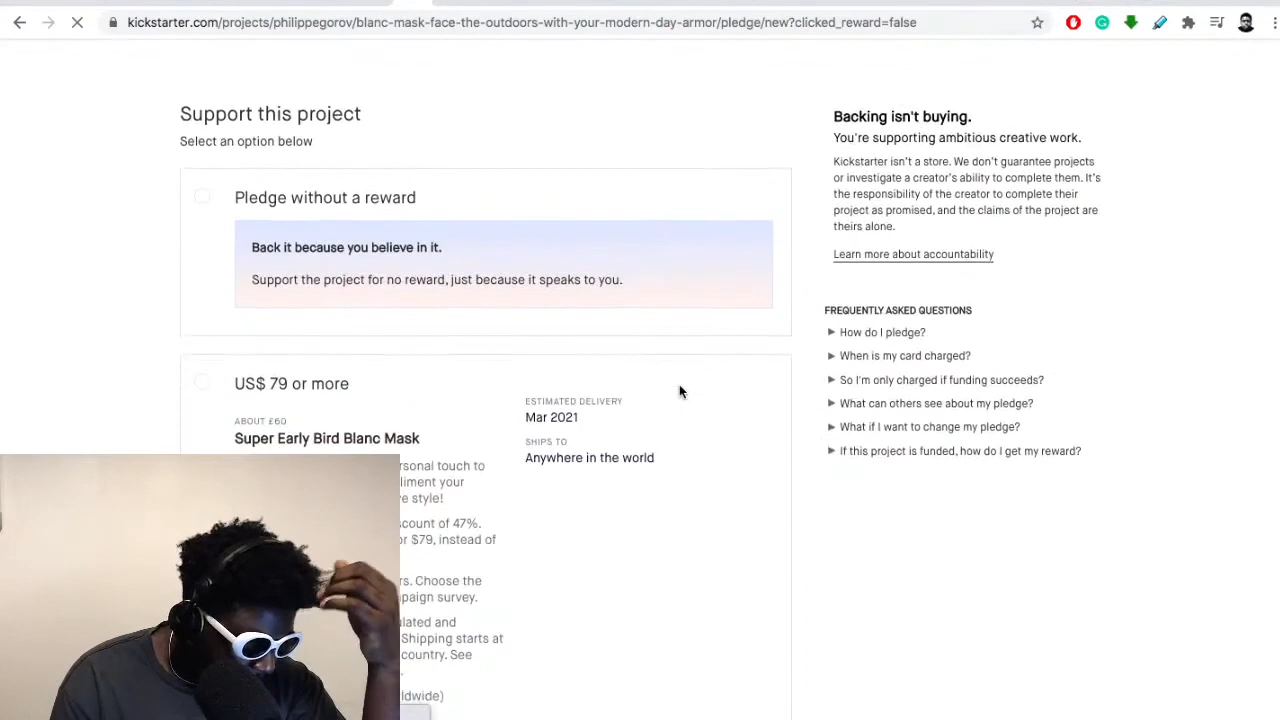 kickstarter.com/projects/philippegorov/blanc-mask-face-the-outdoors-with-your-modern-day-armor/pledge/new?clicked_reward=false
Support this project
Select an option below
Pledge without a reward
Back it because you believe in it.
Support the project for no reward, just because it speaks to you.
US$ 79 or more
ABOUT £60
Super Early Bird Blanc Mask
ersonal touch to
liment your
e style!
scount of 47%.
or $79, instead of
rs. Choose the
paign survey.
ulated and
Shipping starts at
country. See
ldwide)
ESTIMATED DELIVERY
Mar 2021
SHIPS TO
Anywhere in the world
Backing isn't buying.
You're supporting ambitious creative work.
Kickstarter isn't a store. We don't guarantee projects
or investigate a creator's ability to complete them. It's
the responsibility of the creator to complete their
project as promised, and the claims of the project are
theirs alone.
Learn more about accountability
FREQUENTLY ASKED QUESTIONS
How do I pledge?
When is my card charged?
So I'm only charged if funding succeeds?
What can others see about my pledge?
What if I want to change my pledge?
If this project is funded, how do I get my reward?